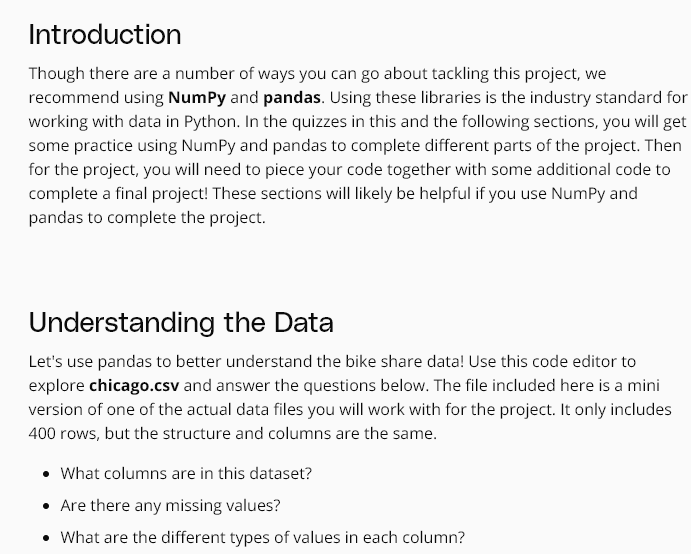 Introduction
Though there are a number of ways you can go about tackling this project, we
recommend using NumPy and pandas. Using these libraries is the industry standard for
working with data in Python. In the quizzes in this and the following sections, you will get
some practice using NumPy and pandas to complete different parts of the project. Then
for the project, you will need to piece your code together with some additional code to
complete a final project! These sections will likely be helpful if you use NumPy and
pandas to complete the project.
Understanding the Data
Let's use pandas to better understand the bike share data! Use this code editor to
explore chicago.csv and answer the questions below. The file included here is a mini
version of one of the actual data files you will work with for the project. It only includes
400 rows, but the structure and columns are the same.
• What columns are in this dataset?
• Are there any missing values?
• What are the different types of values in each column?